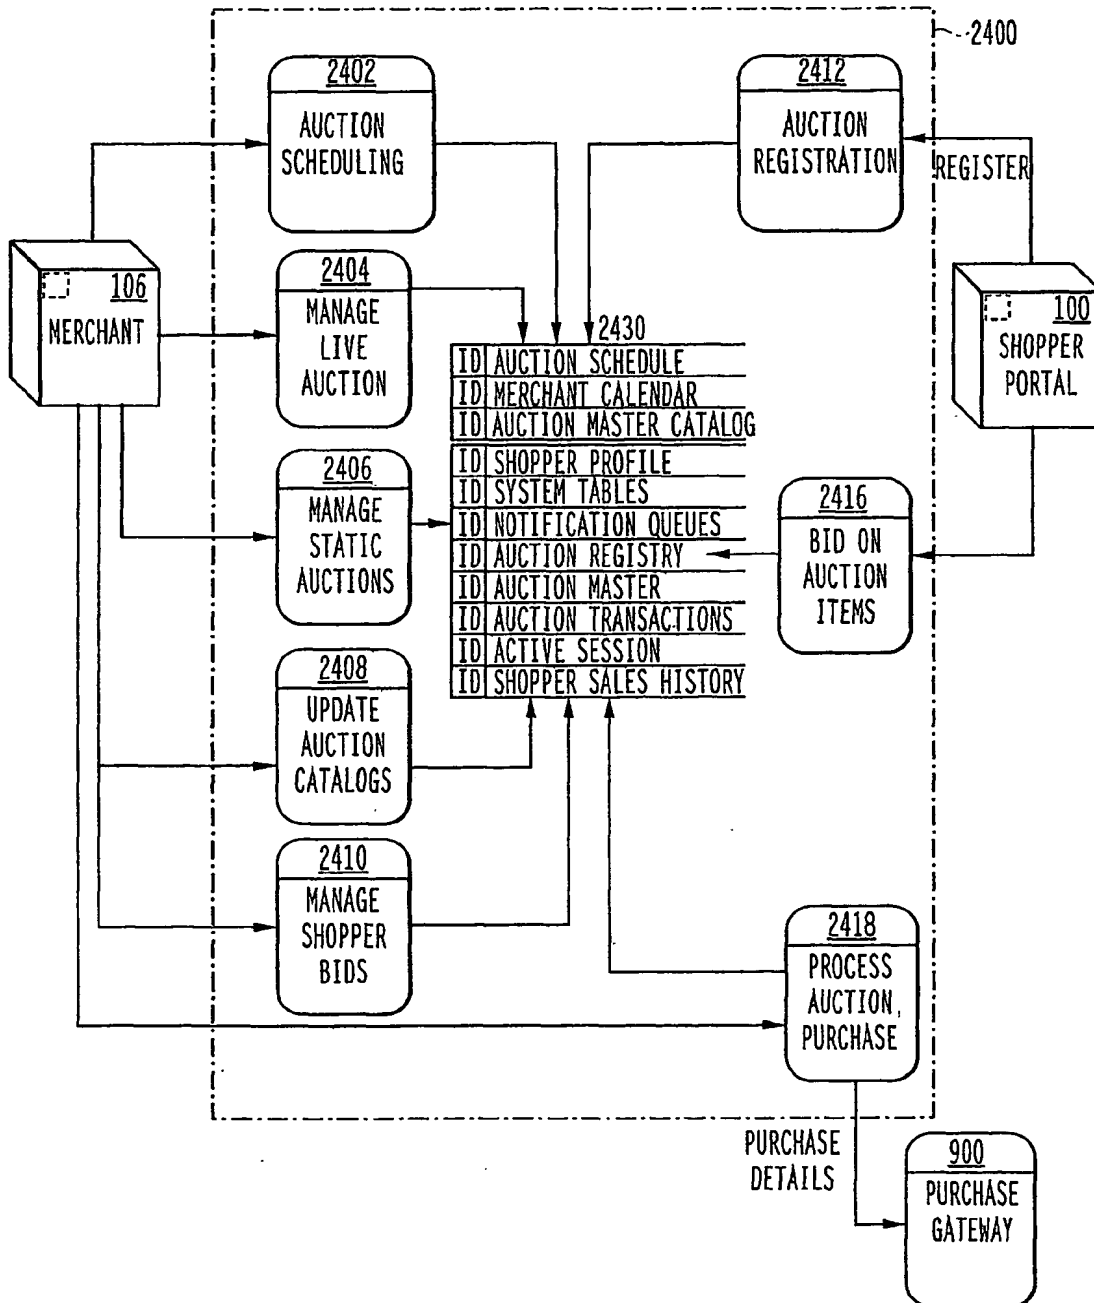 2400
2402
AUCTION
SCHEDULING
2412
AUCTION
REGISTRATION
REGISTER
106
MERCHANT
2404
MANAGE
LIVE
AUCTION
100
SHOPPER
PORTAL
2430
ID AUCTION SCHEDULE
ID MERCHANT CALENDAR
ID AUCTION MASTER CATALOG
ID SHOPPER PROFILE
ID SYSTEM TABLES
ID NOTIFICATION QUEUES
ID AUCTION REGISTRY
ID AUCTION MASTER
ID AUCTION TRANSACTIONS
ID ACTIVE SESSION
ID SHOPPER SALES HISTORY
2406
MANAGE
STATIC
AUCTIONS
2416
BID ON
AUCTION
ITEMS
2408
UPDATE
AUCTION
CATALOGS
2410
MANAGE
SHOPPER
BIDS
2418
PROCESS
AUCTION
PURCHASE
PURCHASE
DETAILS
900
PURCHASE
GATEWAY